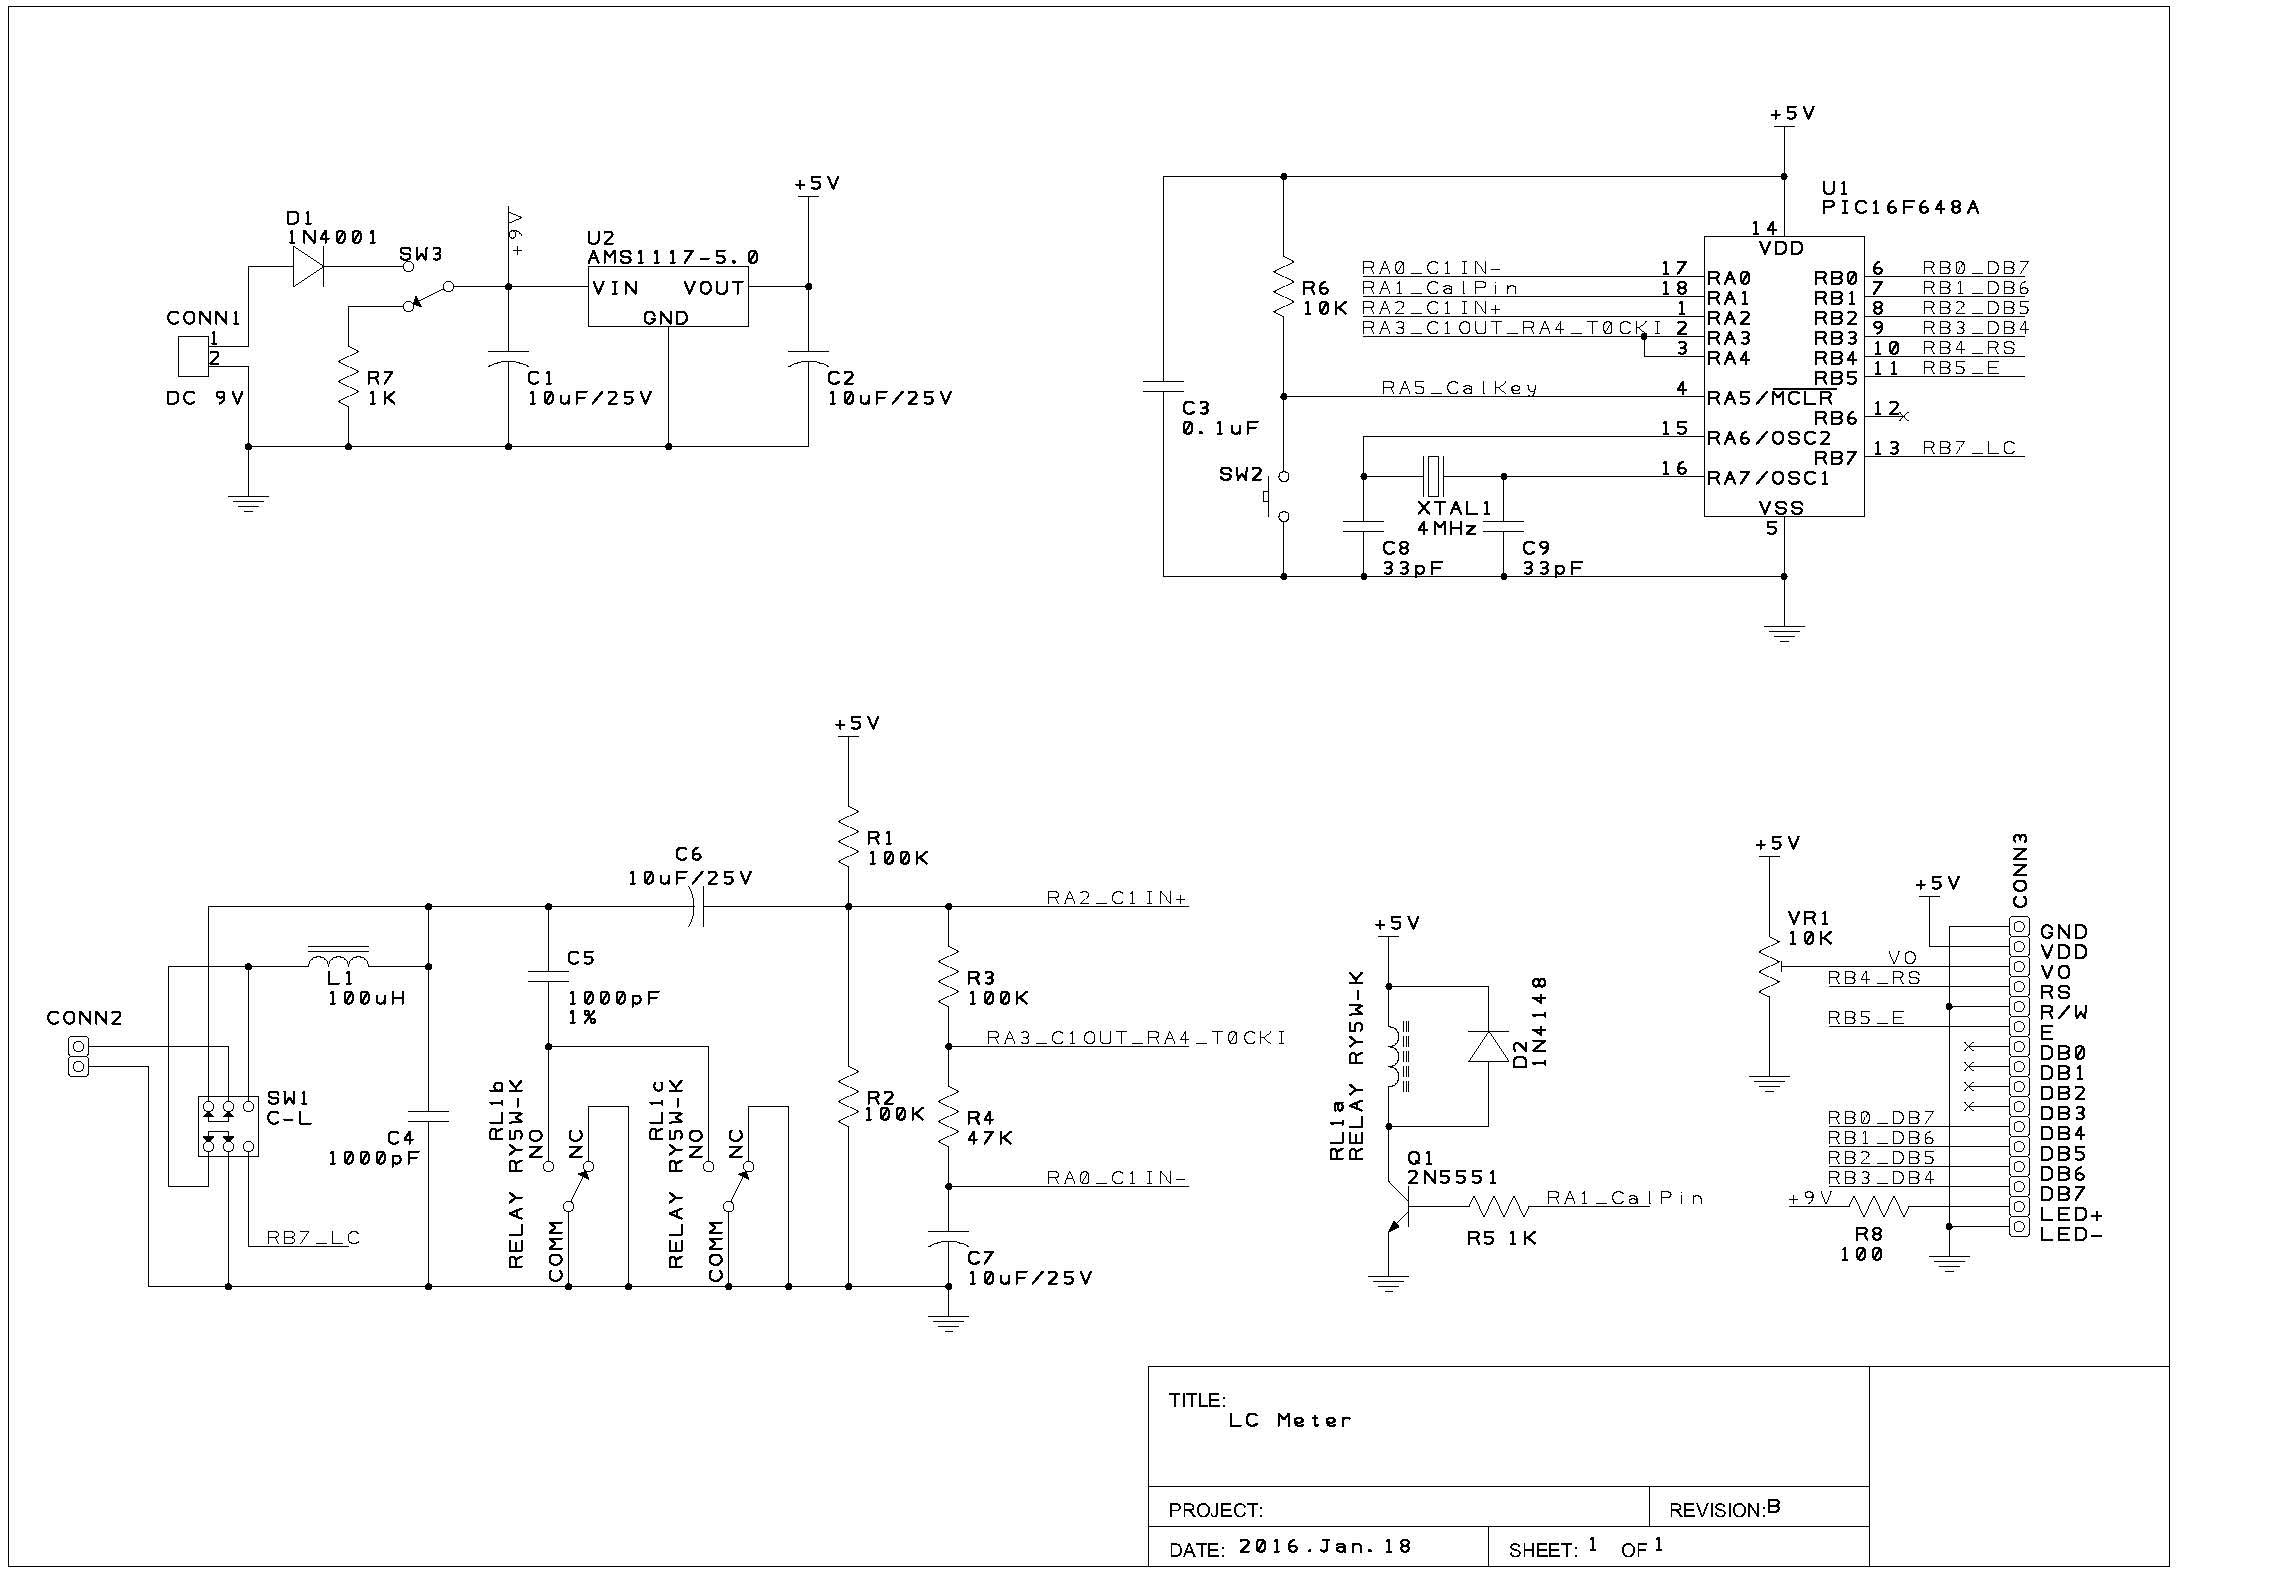 +5V
D1
1N4001
SW3
+9V
U2
AMS1117-5.0
VIN
VOUT
GND
CONN1
1
2
DC 9V
R7
1K
C1
10uF/25V
C2
10uF/25V
+5V
U1
PIC16F648A
14
VDD
RA0_C1IN-
17
RA0
RB0
6
RB0_DB7
RA1_CalPin
18
RA1
RB1
7
RB1_DB6
RA2_C1IN+
1
RA2
RB2
8
RB2_DB5
RA3_C1OUT_RA4_T0CKI
2
RA3
RB3
9
RB3_DB4
3
RA4
RB4
10
RB4_RS
RB5
11
RB5_E
RA5_CalKey
4
RA5/MCLR
RB6
12
15
RA6/OSC2
RB7
13
RB7_LC
16
RA7/OSC1
VSS
5
R6
10K
C3
0.1uF
SW2
XTAL1
4MHz
C8
33pF
C9
33pF
+5V
R1
100K
C6
10uF/25V
RA2_C1IN+
L1
100uH
C5
1000pF
1%
R3
100K
CONN2
RA3_C1OUT_RA4_T0CKI
SW1
C-L
C4
1000pF
RL1b
RELAY RY5W-K
NO
NC
COMM
RL1c
RELAY RY5W-K
NO
NC
COMM
R2
100K
R4
47K
RA0_C1IN-
RB7_LC
C7
10uF/25V
+5V
RL1a
RELAY RY5W-K
D2
1N4148
Q1
2N5551
RA1_CalPin
R5 1K
+5V
VR1
10K
+5V
CONN3
GND
VDD
VO
VO
RB4_RS
RS
R/W
RB5_E
E
DB0
DB1
DB2
DB3
RB0_DB7
DB4
RB1_DB6
DB5
RB2_DB5
DB6
RB3_DB4
DB7
+9V
LED+
LED-
R8
100
TITLE:
LC Meter
PROJECT:
REVISION:B
DATE: 2016.Jan.18
SHEET: 1 OF 1